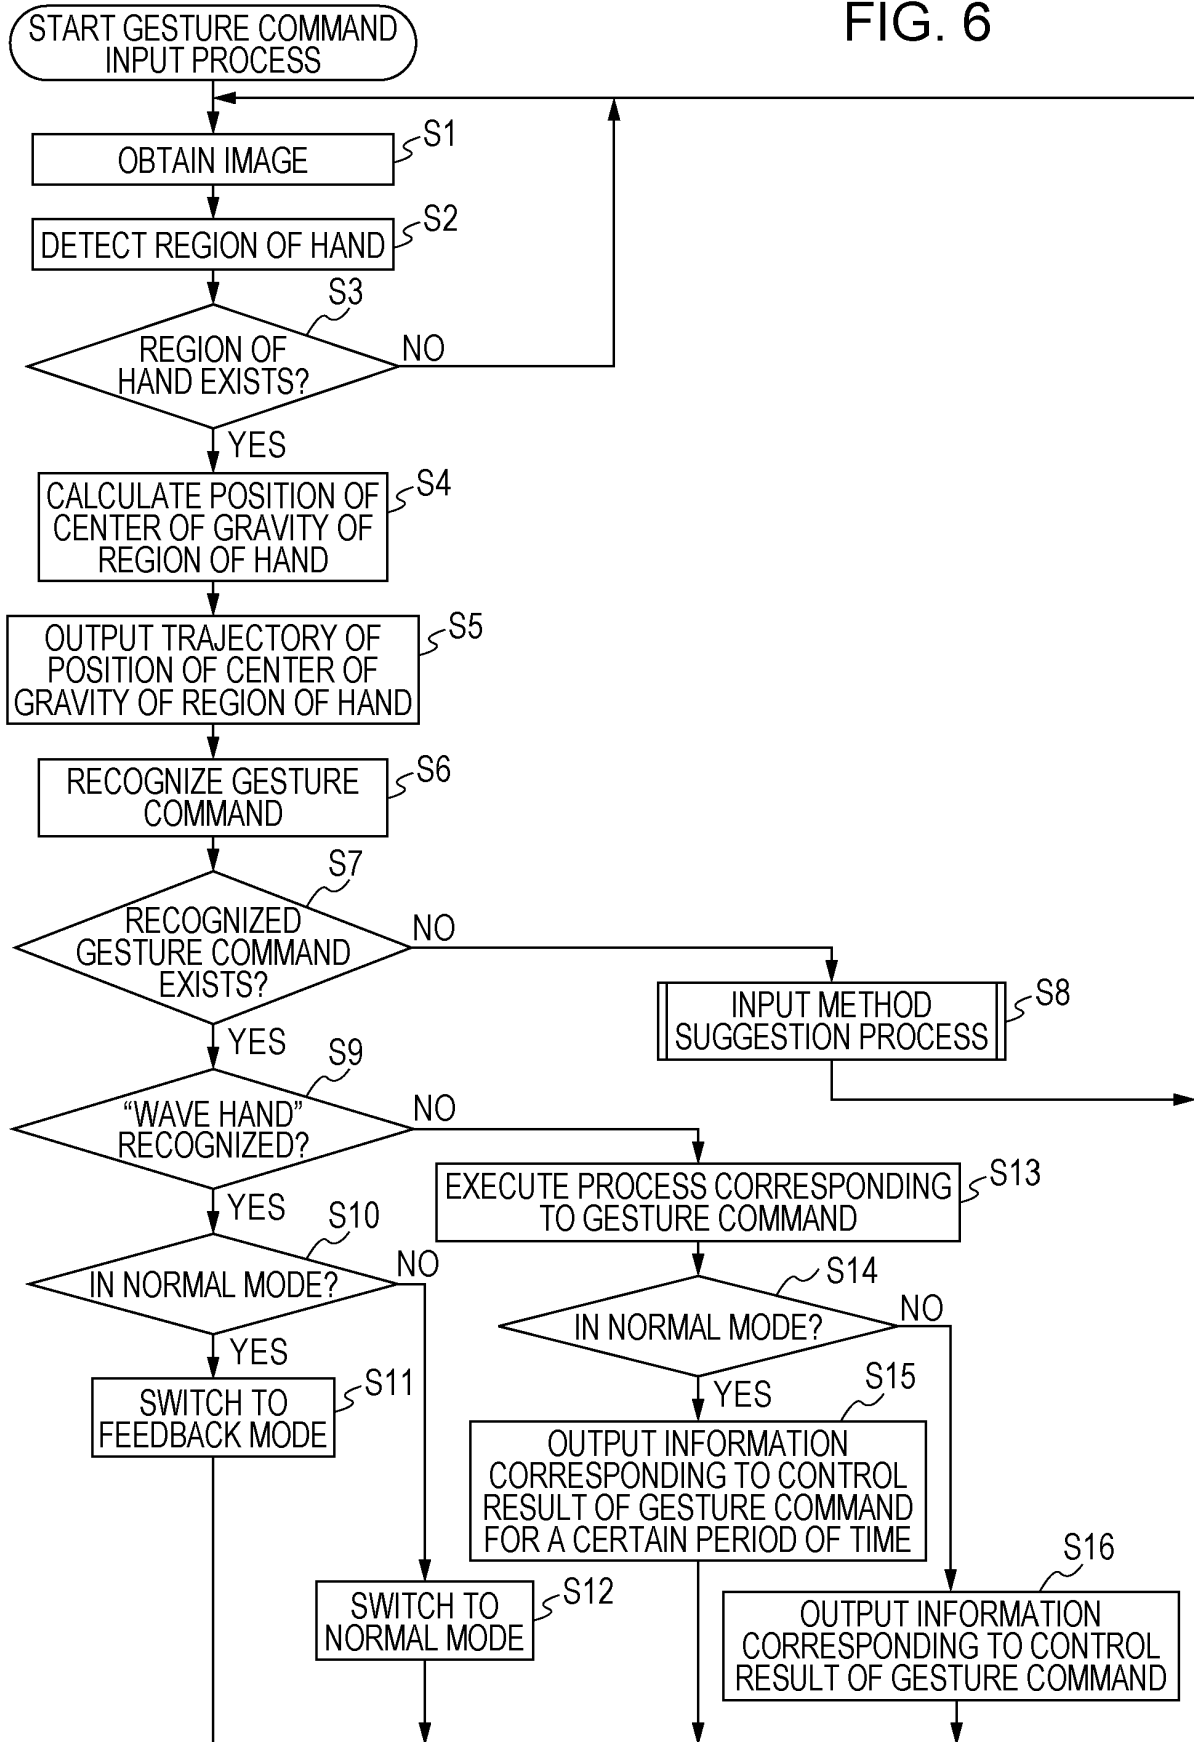 FIG. 6
START GESTURE COMMAND
INPUT PROCESS
S1
OBTAIN IMAGE
S2
DETECT REGION OF HAND
S3
REGION OF
HAND EXISTS?
NO
YES
S4
CALCULATE POSITION OF
CENTER OF GRAVITY OF
REGION OF HAND
S5
OUTPUT TRAJECTORY OF
POSITION OF CENTER OF
GRAVITY OF REGION OF HAND
S6
RECOGNIZE GESTURE
COMMAND
S7
RECOGNIZED
GESTURE COMMAND
EXISTS?
NO
YES
S8
INPUT METHOD
SUGGESTION PROCESS
S9
“WAVE HAND”
RECOGNIZED?
NO
YES
S10
IN NORMAL MODE?
NO
YES
S11
SWITCH TO
FEEDBACK MODE
S12
SWITCH TO
NORMAL MODE
S13
EXECUTE PROCESS CORRESPONDING
TO GESTURE COMMAND
S14
IN NORMAL MODE?
NO
YES
S15
OUTPUT INFORMATION
CORRESPONDING TO CONTROL
RESULT OF GESTURE COMMAND
FOR A CERTAIN PERIOD OF TIME
S16
OUTPUT INFORMATION
CORRESPONDING TO CONTROL
RESULT OF GESTURE COMMAND